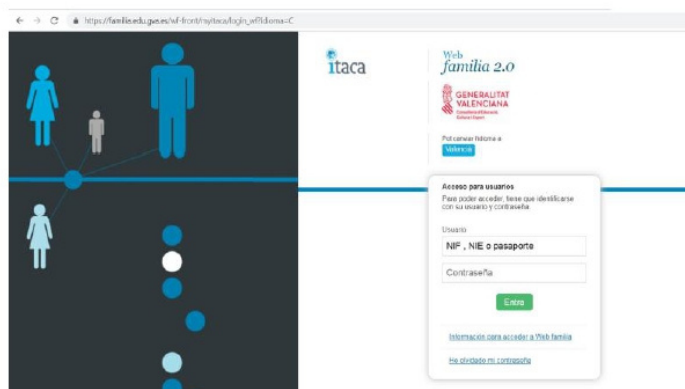 https://familia.edu.gva.es/wf-front/myitaca/login_wf?idioma=C
itaca
Web
familia 2.0
GENERALITAT
VALENCIANA
Pot canviar l'idioma a
Valencià
Acceso para usuarios
Para poder acceder, tiene que identificarse
con su usuario y contraseña
Usuario
NIF , NIE o pasaporte
Contraseña
Entra
Información para acceder a Web familia
He olvidado mi contraseña